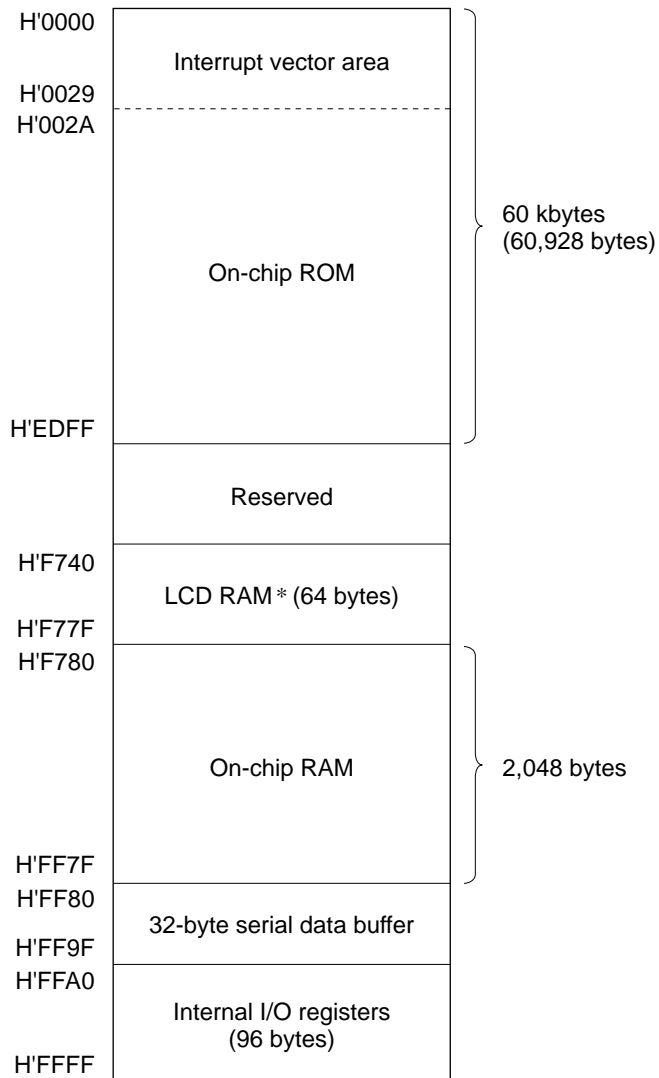 H'0000
Interrupt vector area
H'0029
H'002A
60 kbytes
(60,928 bytes)
On-chip ROM
H'EDFF
Reserved
H'F740
LCD RAM* (64 bytes)
H'F77F
H'F780
On-chip RAM
2,048 bytes
H'FF7F
H'FF80
32-byte serial data buffer
H'FF9F
H'FFA0
Internal I/O registers
(96 bytes)
H'FFFF